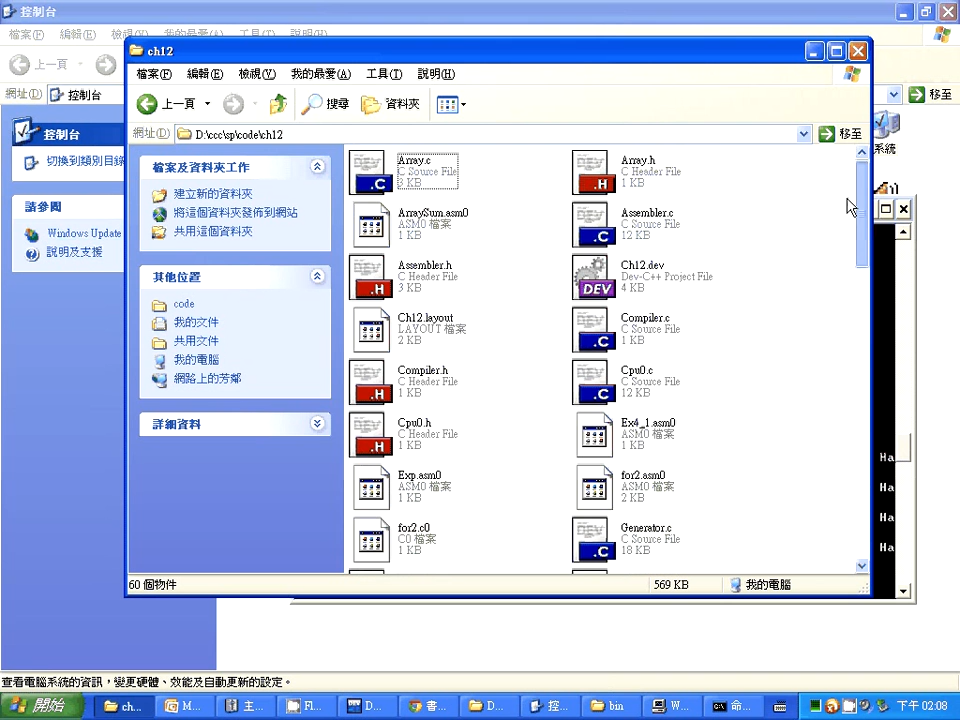 控制台
檔案(F) 編輯(E) 檢視(V) 我的最愛(A) 工具(T) 說明(H)
上一頁
網址(D) 控制台 移至
控制台
切換到類別目錄
請參閱
Windows Update
說明及支援
系統
ch12
檔案(F) 編輯(E) 檢視(V) 我的最愛(A) 工具(T) 說明(H)
上一頁 搜尋 資料夾
網址(D) D:\ccc\sp\code\ch12 移至
檔案及資料夾工作
建立新的資料夾
將這個資料夾發佈到網站
共用這個資料夾
其他位置
code
我的文件
共用文件
我的電腦
網路上的芳鄰
詳細資料
Array.c
C Source File
3 KB
.C
Array.h
C Header File
1 KB
.H
ArraySum.asm0
ASM0 檔案
1 KB
Assembler.c
C Source File
12 KB
.C
Assembler.h
C Header File
3 KB
.H
Ch12.dev
Dev-C++ Project File
4 KB
DEV
Ch12.layout
LAYOUT 檔案
2 KB
Compiler.c
C Source File
1 KB
.C
Compiler.h
C Header File
1 KB
.H
Cpu0.c
C Source File
12 KB
.C
Cpu0.h
C Header File
1 KB
.H
Ex4_1.asm0
ASM0 檔案
1 KB
Exp.asm0
ASM0 檔案
1 KB
for2.asm0
ASM0 檔案
2 KB
for2.c0
C0 檔案
1 KB
Generator.c
C Source File
18 KB
.C
Ha
Ha
Ha
Ha
60 個物件 569 KB 我的電腦
查看電腦系統的資訊，變更硬體、效能及自動更新的設定。
開始 ch... M... 主... Fl... D... 書... D... 控... bin W... 命... 下午 02:08